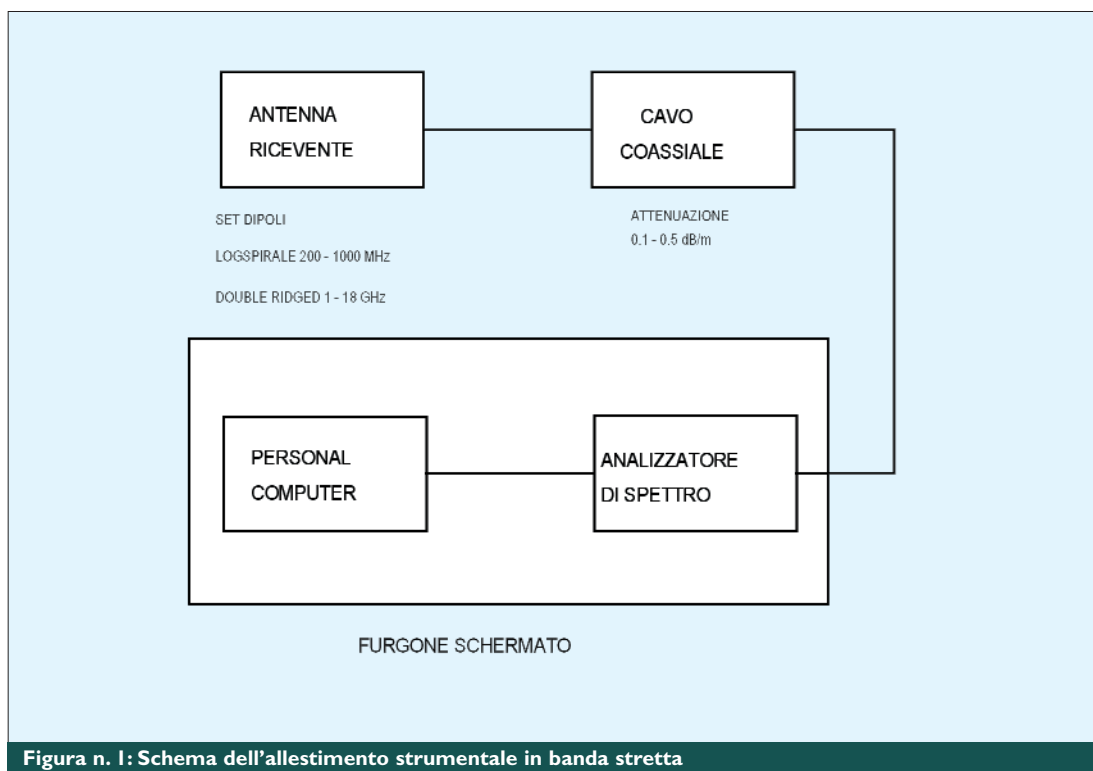 ANTENNA
RICEVENTE
CAVO
COASSIALE
SET DIPOLI
LOGSPIRALE 200 - 1000 MHz
DOUBLE RIDGED 1 - 18 GHz
ATTENUAZIONE
0.1 - 0.5 dB/m
PERSONAL
COMPUTER
ANALIZZATORE
DI SPETTRO
FURGONE SCHERMATO
Figura n. 1: Schema dell'allestimento strumentale in banda stretta